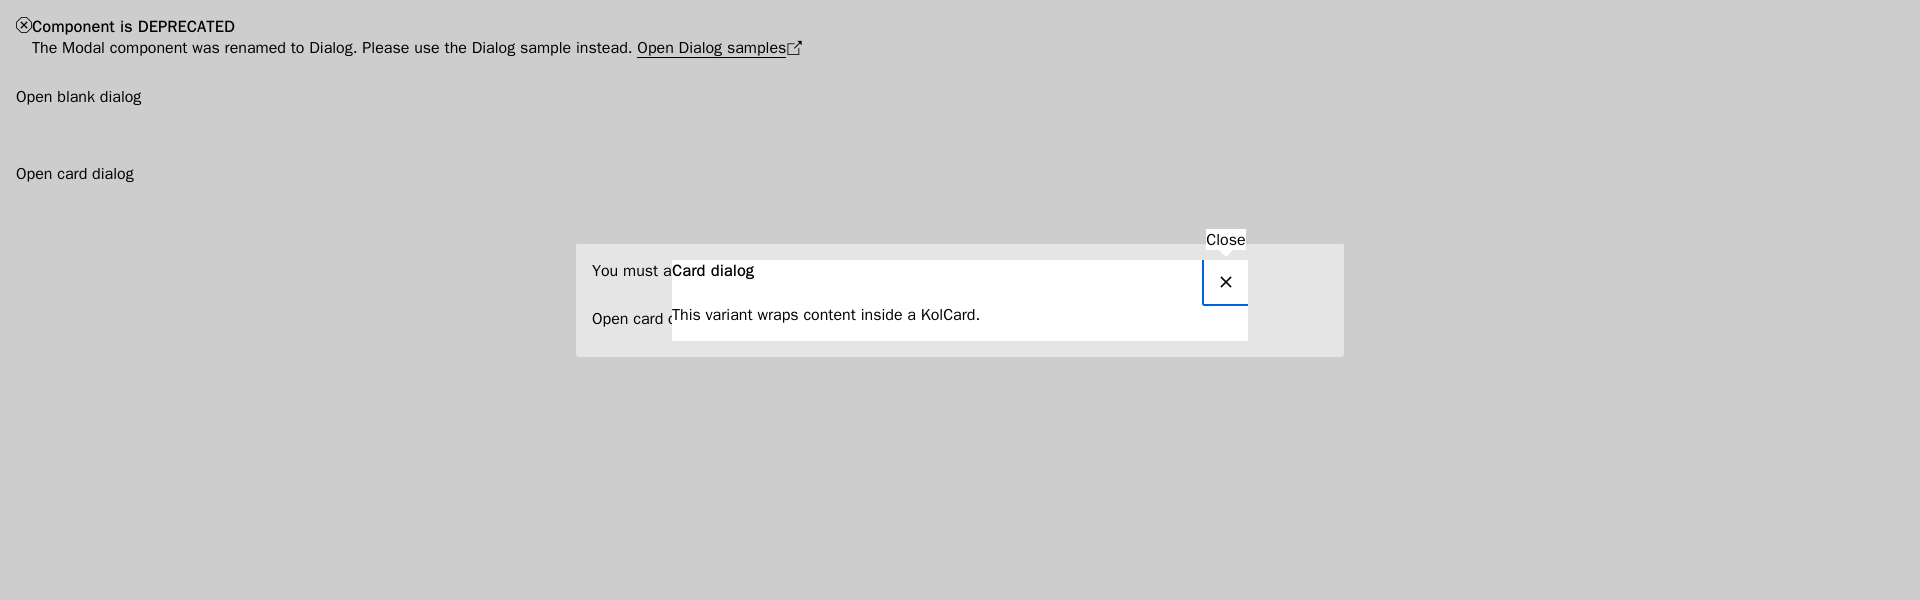 Component is DEPRECATED
The Modal component was renamed to Dialog. Please use the Dialog sample instead. Open Dialog samples
Open blank dialog
Open card dialog
Close
You must a
Card dialog
This variant wraps content inside a KolCard.
Open card